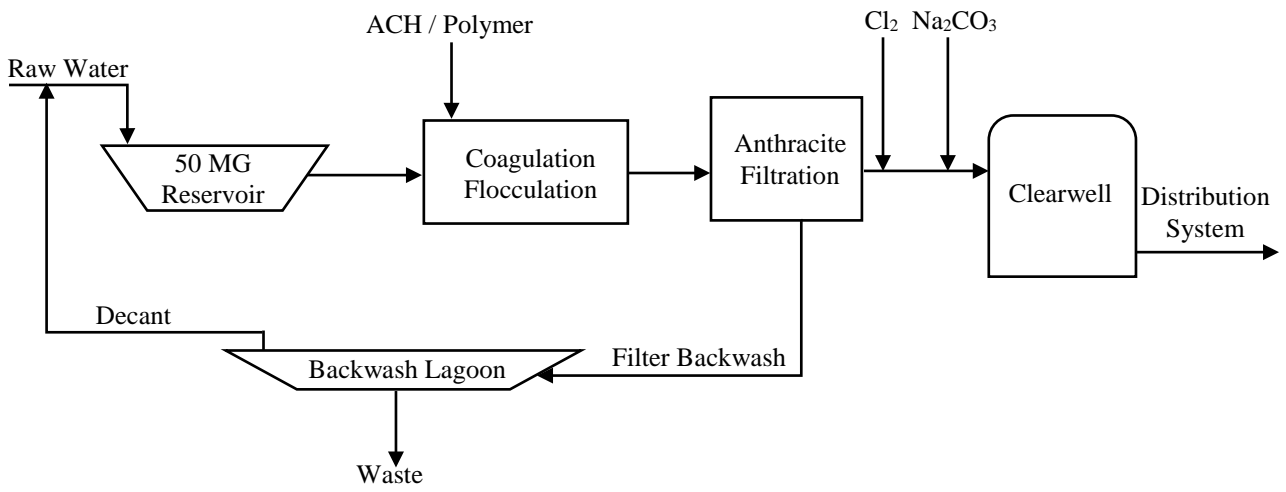 ACH / Polymer
Cl₂ Na₂CO₃
Raw Water
50 MG
Reservoir
Coagulation
Flocculation
Anthracite
Filtration
Clearwell
Distribution
System
Decant
Backwash Lagoon
Filter Backwash
Waste